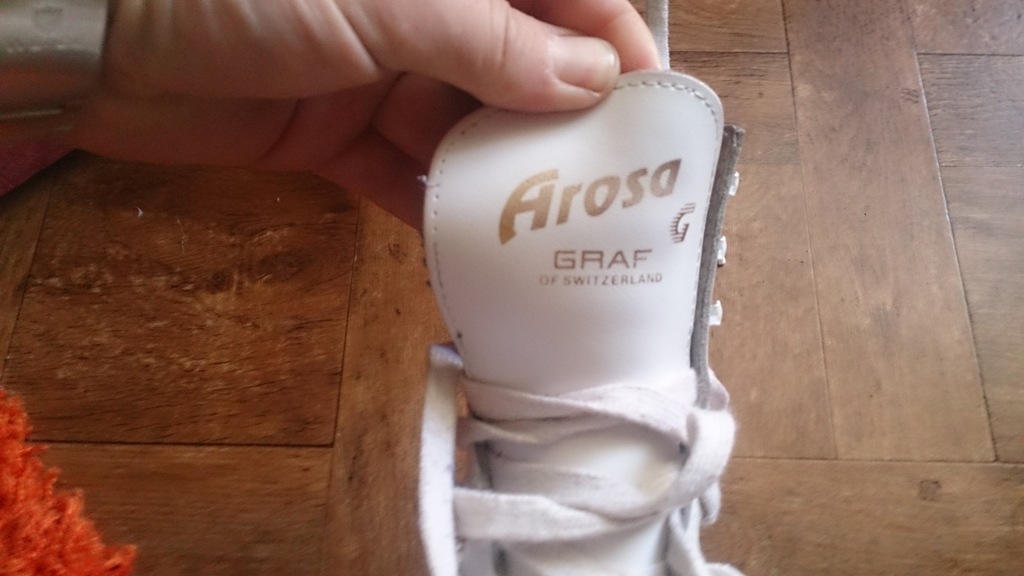 Arosa
G
GRAF
OF SWITZERLAND